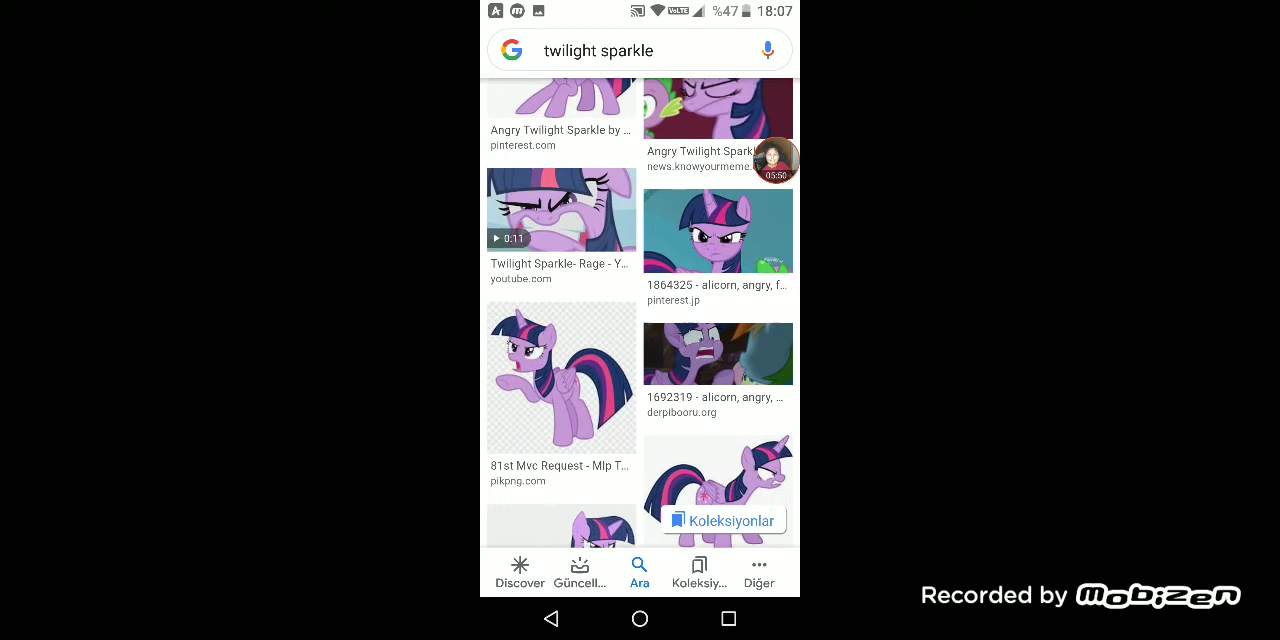 %47 18:07
VoLTE
twilight sparkle
Angry Twilight Sparkle by ...
pinterest.com
Angry Twilight Spark
news.knowyourmeme.
05:50
0:11
Twilight Sparkle- Rage - Y...
youtube.com
1864325 - alicorn, angry, f...
pinterest.jp
1692319 - alicorn, angry, ...
derpibooru.org
81st Mvc Request - Mlp T...
pikpng.com
Koleksiyonlar
Discover Güncell... Ara Koleksiy... Diğer
Recorded by mobizen